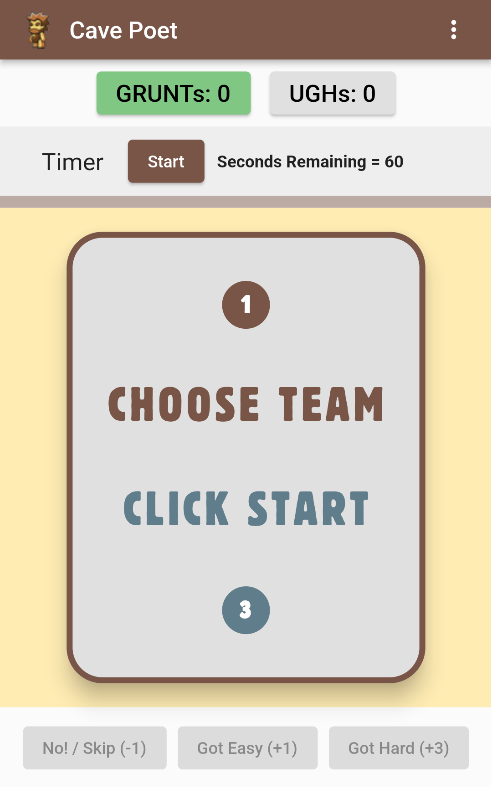 Cave Poet
GRUNTs: 0 UGHs: 0
Timer Start Seconds Remaining = 60
1
CHOOSE TEAM
CLICK START
3
No! / Skip (-1) Got Easy (+1) Got Hard (+3)